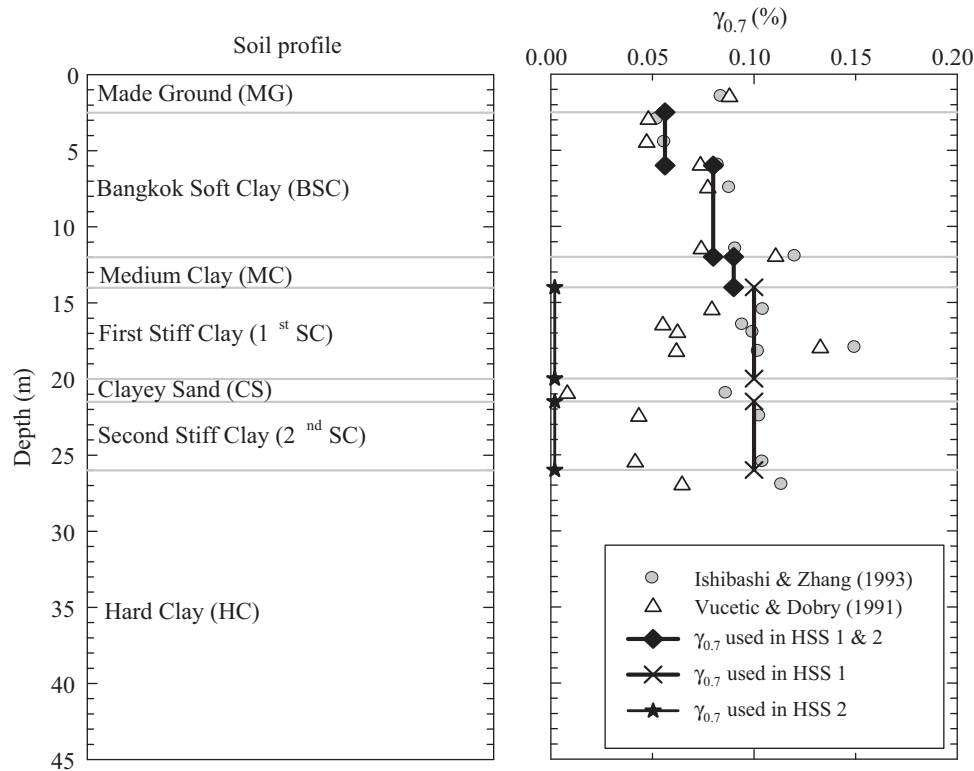 Soil profile
γ0.7 (%)
0.00 0.05 0.10 0.15 0.20
Depth (m)
0
5
10
15
20
25
30
35
40
45
Made Ground (MG)
Bangkok Soft Clay (BSC)
Medium Clay (MC)
First Stiff Clay (1 st SC)
Clayey Sand (CS)
Second Stiff Clay (2 nd SC)
Hard Clay (HC)
Ishibashi & Zhang (1993)
Vucetic & Dobry (1991)
γ0.7 used in HSS 1 & 2
γ0.7 used in HSS 1
γ0.7 used in HSS 2